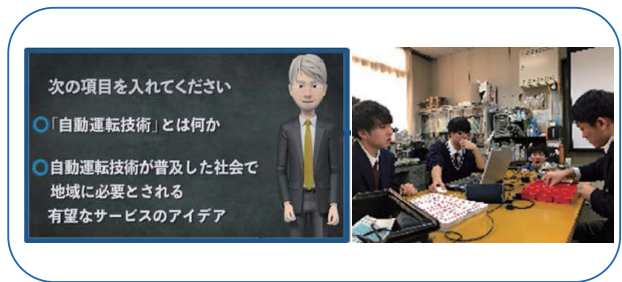 次の項目を入れてください
「自動運転技術」とは何か
自動運転技術が普及した社会で
地域に必要とされる
有望なサービスのアイデア